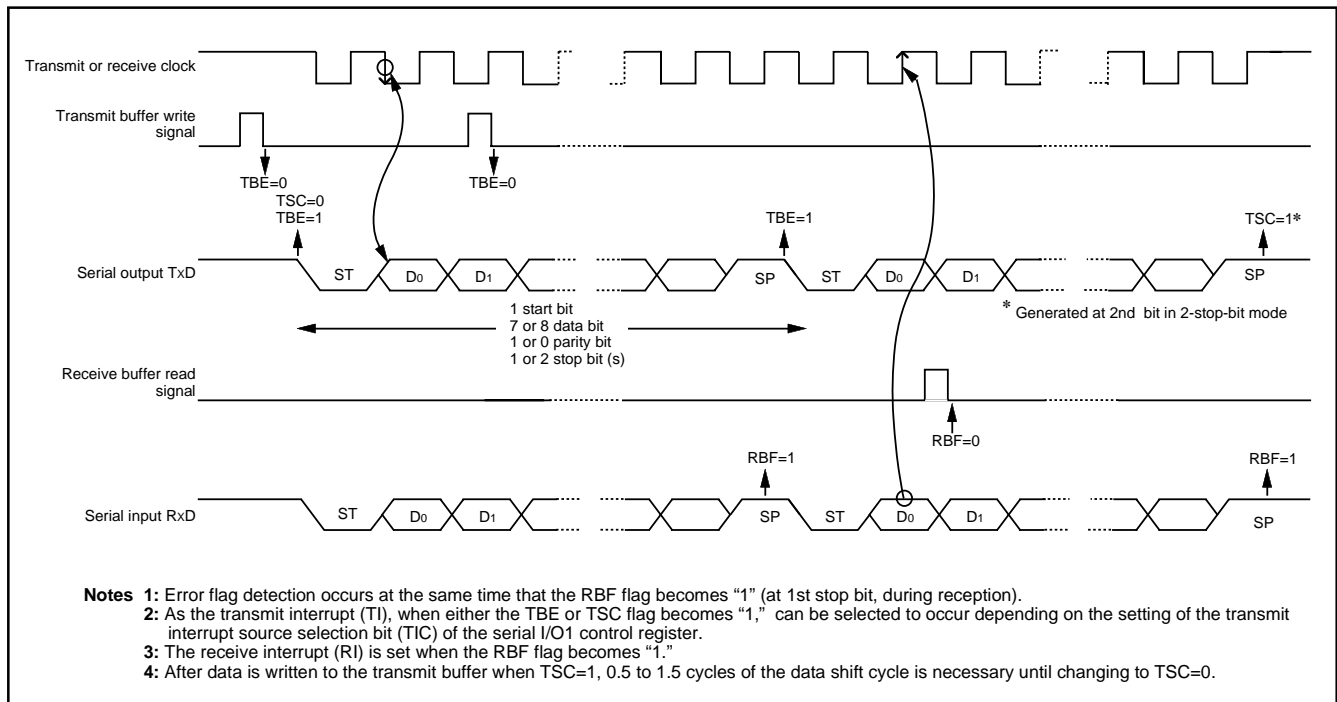 Transmit or receive clock
Transmit buffer write
signal
TBE=0
TSC=0
TBE=1
TBE=0
TBE=1
TSC=1*
Serial output TxD
ST
D0
D1
SP
ST
D0
D1
SP
1 start bit
7 or 8 data bit
1 or 0 parity bit
1 or 2 stop bit (s)
* Generated at 2nd bit in 2-stop-bit mode
Receive buffer read
signal
RBF=0
RBF=1
RBF=1
Serial input RxD
ST
D0
D1
SP
ST
D0
D1
SP
Notes 1: Error flag detection occurs at the same time that the RBF flag becomes “1” (at 1st stop bit, during reception).
2: As the transmit interrupt (TI), when either the TBE or TSC flag becomes “1,” can be selected to occur depending on the setting of the transmit
interrupt source selection bit (TIC) of the serial I/O1 control register.
3: The receive interrupt (RI) is set when the RBF flag becomes “1.”
4: After data is written to the transmit buffer when TSC=1, 0.5 to 1.5 cycles of the data shift cycle is necessary until changing to TSC=0.